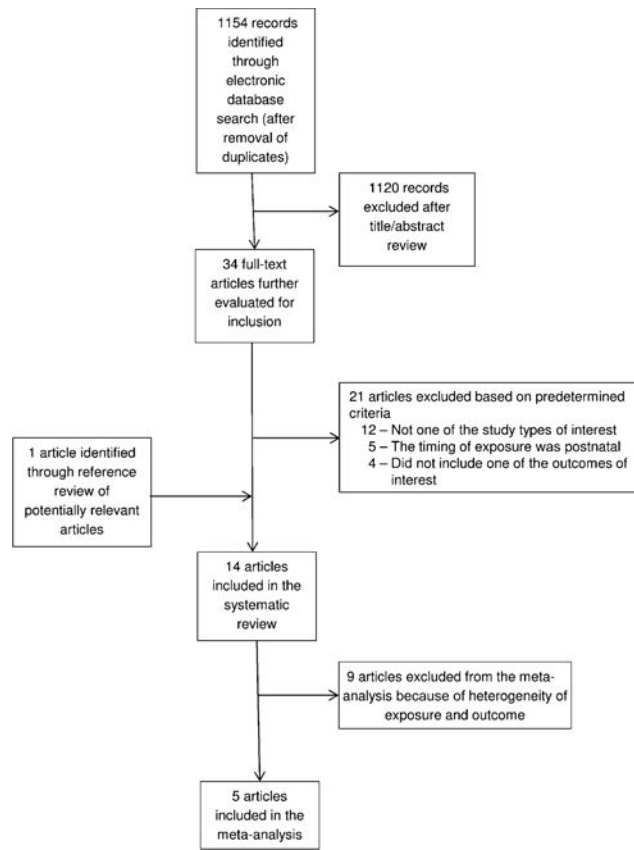 1154 records
identified
through
electronic
database
search (after
removal of
duplicates)
1120 records
excluded after
title/abstract
review
34 full-text
articles further
evaluated for
inclusion
21 articles excluded based on predetermined
criteria
12 – Not one of the study types of interest
5 – The timing of exposure was postnatal
4 – Did not include one of the outcomes of
interest
1 article identified
through reference
review of
potentially relevant
articles
14 articles
included in the
systematic
review
9 articles excluded from the meta-
analysis because of heterogeneity
of exposure and outcome
5 articles
included in the
meta-analysis